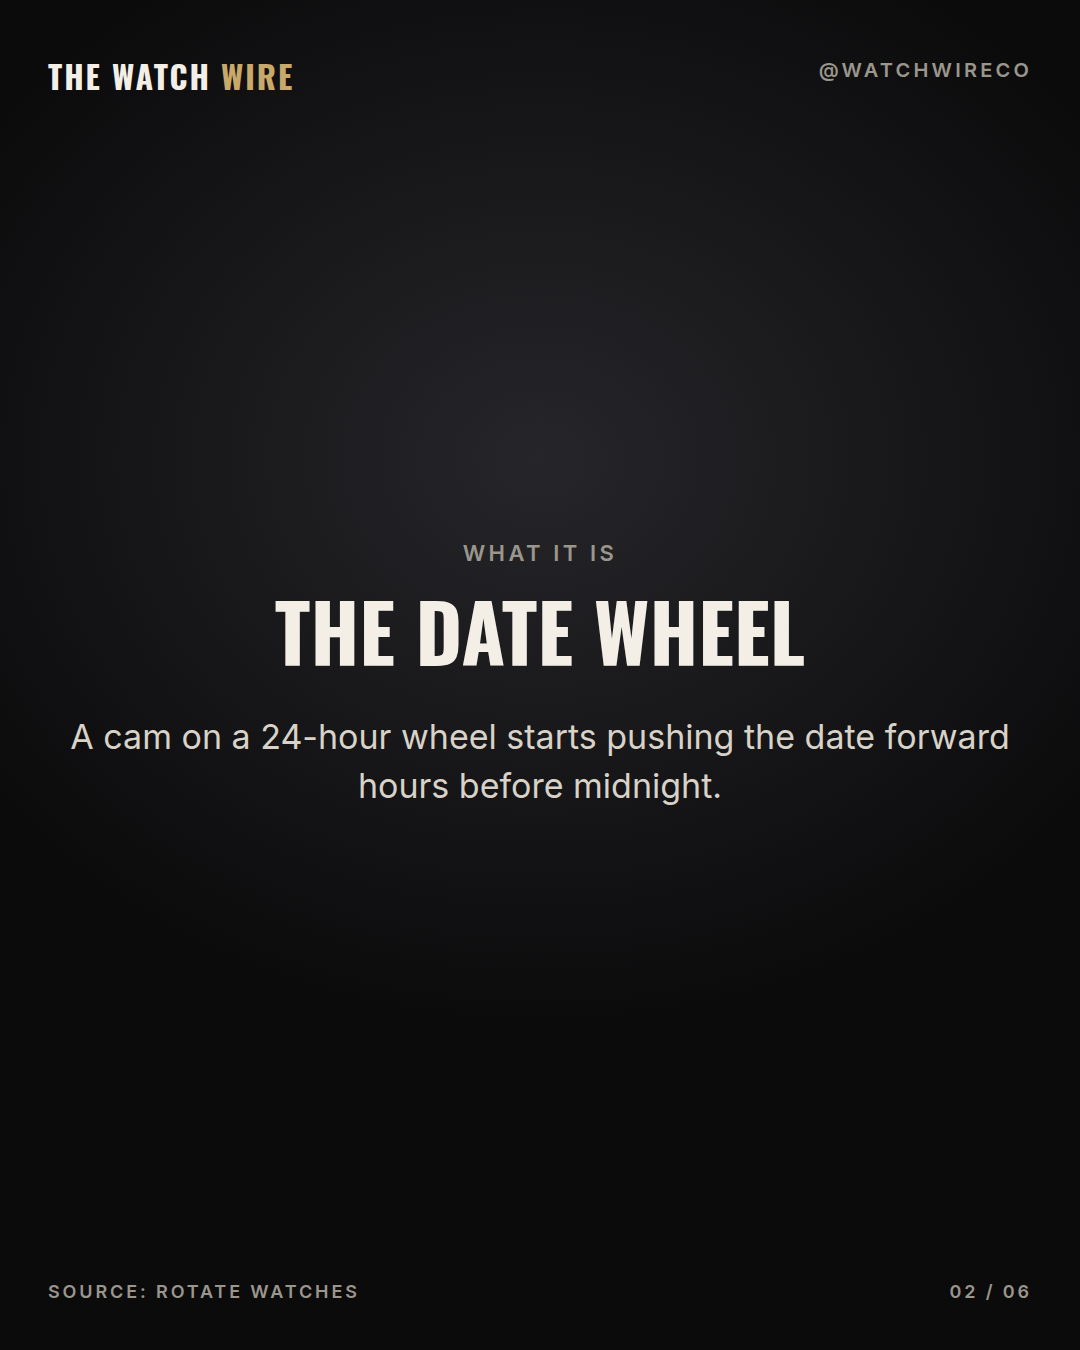 THE WATCH WIRE
@WATCHWIRECO
WHAT IT IS
THE DATE WHEEL
A cam on a 24-hour wheel starts pushing the date forward
hours before midnight.
SOURCE: ROTATE WATCHES
02 / 06